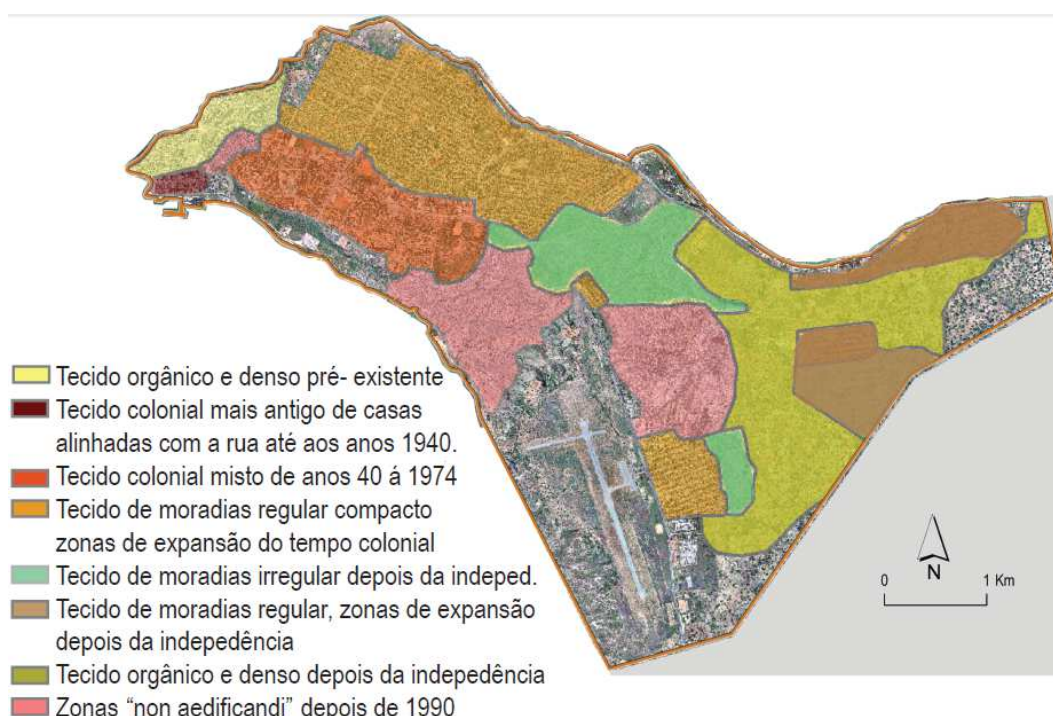 Tecido orgânico e denso pré- existente
Tecido colonial mais antigo de casas
alinhadas com a rua até aos anos 1940.
Tecido colonial misto de anos 40 á 1974
Tecido de moradias regular compacto
zonas de expansão do tempo colonial
Tecido de moradias irregular depois da indeped.
Tecido de moradias regular, zonas de expansão
depois da indepedência
Tecido orgânico e denso depois da indepedência
Zonas “non aedificandi” depois de 1990
N
0 1 Km